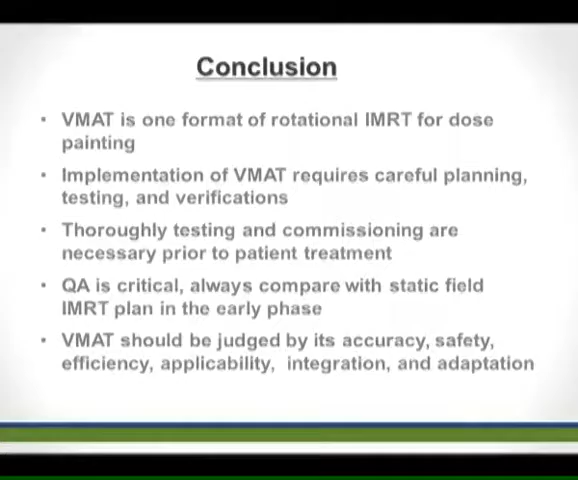 Conclusion
• VMAT is one format of rotational IMRT for dose
painting
• Implementation of VMAT requires careful planning,
testing, and verifications
• Thoroughly testing and commissioning are
necessary prior to patient treatment
• QA is critical, always compare with static field
IMRT plan in the early phase
• VMAT should be judged by its accuracy, safety,
efficiency, applicability, integration, and adaptation